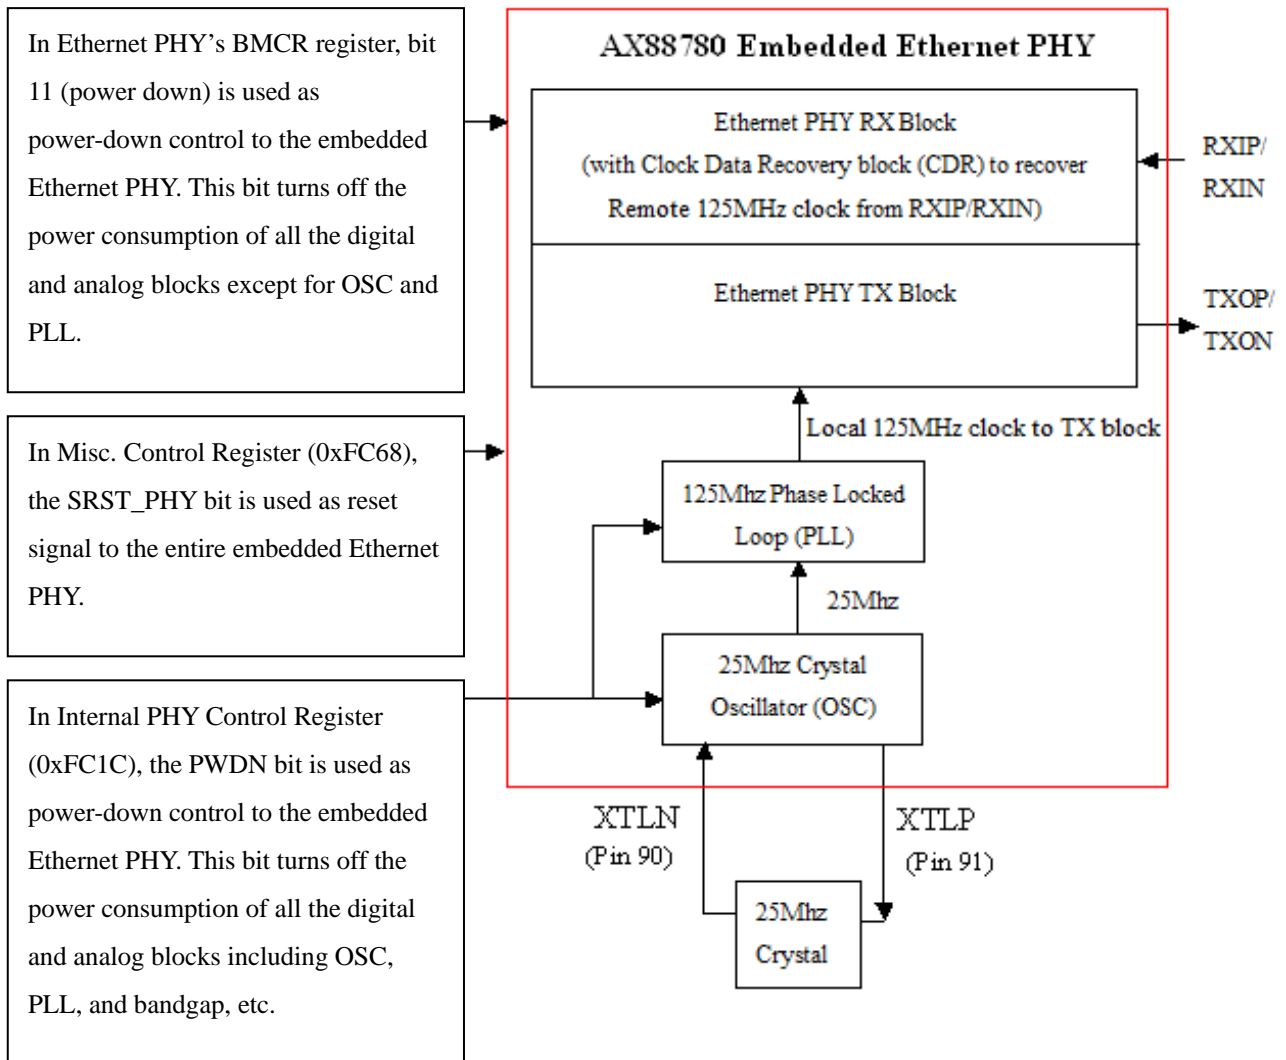 In Ethernet PHY's BMCR register, bit
11 (power down) is used as
power-down control to the embedded
Ethernet PHY. This bit turns off the
power consumption of all the digital
and analog blocks except for OSC and
PLL.
In Misc. Control Register (0xFC68),
the SRST_PHY bit is used as reset
signal to the entire embedded Ethernet
PHY.
In Internal PHY Control Register
(0xFC1C), the PWDN bit is used as
power-down control to the embedded
Ethernet PHY. This bit turns off the
power consumption of all the digital
and analog blocks including OSC,
PLL, and bandgap, etc.
AX88780 Embedded Ethernet PHY
Ethernet PHY RX Block
(with Clock Data Recovery block (CDR) to recover
Remote 125MHz clock from RXIP/RXIN)
RXIP/
RXIN
Ethernet PHY TX Block
TXOP/
TXON
Local 125MHz clock to TX block
125Mhz Phase Locked
Loop (PLL)
25Mhz
25Mhz Crystal
Oscillator (OSC)
XTLN
(Pin 90)
XTLP
(Pin 91)
25Mhz
Crystal